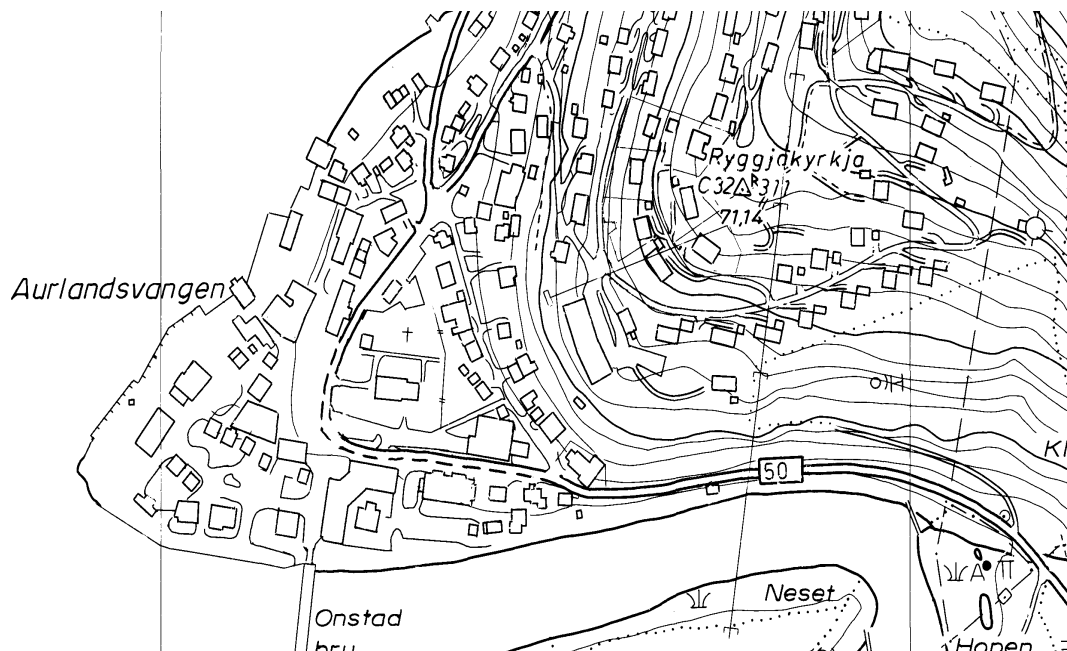 Ryggjakyrkja
C32 R 311
71,14
Aurlandsvangen
50
Neset
A
Onstad
bru
Hopen